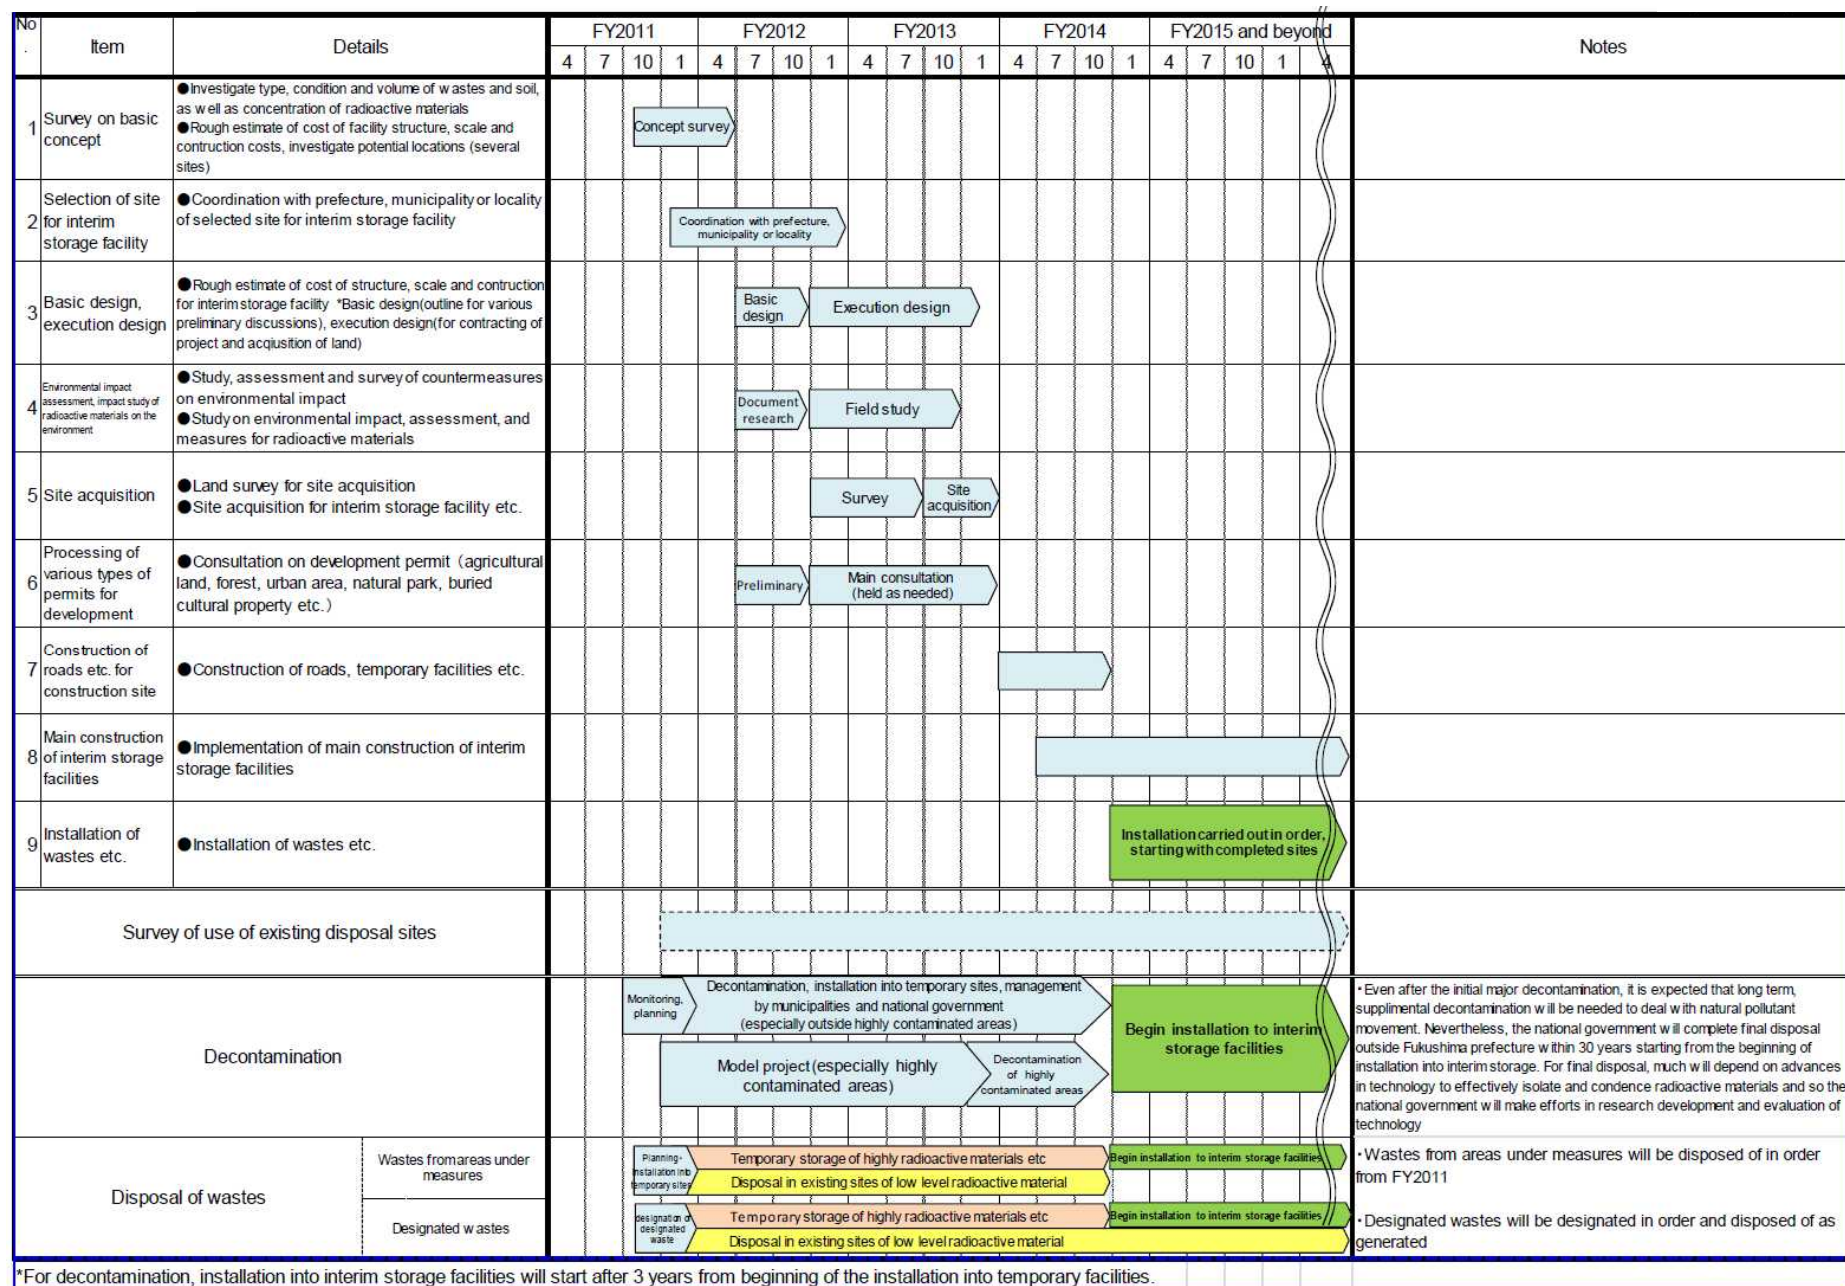 No
.
Item
Details
FY2011
FY2012
FY2013
FY2014
FY2015 and beyond
Notes
4 7 10 1 4 7 10 1 4 7 10 1 4 7 10 1 4 7 10 1 4
1
Survey on basic
concept
●Investigate type, condition and volume of wastes and soil,
as well as concentration of radioactive materials
●Rough estimate of cost of facility structure, scale and
contruction costs, investigate potential locations (several
sites)
Concept survey
2
Selection of site
for interim
storage facility
●Coordination with prefecture, municipality or locality
of selected site for interim storage facility
Coordination with prefecture,
municipality or locality
3
Basic design,
execution design
●Rough estimate of cost of structure, scale and contruction
for interim storage facility *Basic design(outline for various
preliminary discussions), execution design(for contracting of
project and acqiusition of land)
Basic
design
Execution design
4
Environmental impact
assessment, impact study of
radioactive materials on the
environment
●Study, assessment and survey of countermeasures
on environmental impact
●Study on environmental impact, assessment, and
measures for radioactive materials
Document
research
Field study
5
Site acquisition
●Land survey for site acquisition
●Site acquisition for interim storage facility etc.
Survey
Site
acquisition
6
Processing of
various types of
permits for
development
●Consultation on development permit（agricultural
land, forest, urban area, natural park, buried
cultural property etc.）
Preliminary
Main consultation
(held as needed)
7
Construction of
roads etc. for
construction site
●Construction of roads, temporary facilities etc.
8
Main construction
of interim storage
facilities
●Implementation of main construction of interim
storage facilities
9
Installation of
wastes etc.
●Installation of wastes etc.
Installation carried out in order,
starting with completed sites
Survey of use of existing disposal sites
Decontamination
Monitoring,
planning
Decontamination, installation into temporary sites, management
by municipalities and national government
(especially outside highly contaminated areas)
Model project(especially highly
contaminated areas)
Decontamination
of highly
contaminated areas
Begin installation to interim
storage facilities
・Even after the initial major decontamination, it is expected that long term,
supplimental decontamination will be needed to deal with natural pollutant
movement. Nevertheless, the national government will complete final disposal
outside Fukushima prefecture within 30 years starting from the beginning of
installation into interim storage. For final disposal, much will depend on advances
in technology to effectively isolate and condence radioactive materials and so the
national government will make efforts in research development and evaluation of
technology
Disposal of wastes
Wastes from areas under
measures
Planning-
Installation into
temporary sites
Temporary storage of highly radioactive materials etc
Disposal in existing sites of low level radioactive material
Begin installation to interim storage facilities
・Wastes from areas under measures will be disposed of in order
from FY2011
Designated wastes
designation of
designated
waste
Temporary storage of highly radioactive materials etc
Disposal in existing sites of low level radioactive material
Begin installation to interim storage facilities
・Designated wastes will be designated in order and disposed of as
generated
*For decontamination, installation into interim storage facilities will start after 3 years from beginning of the installation into temporary facilities.